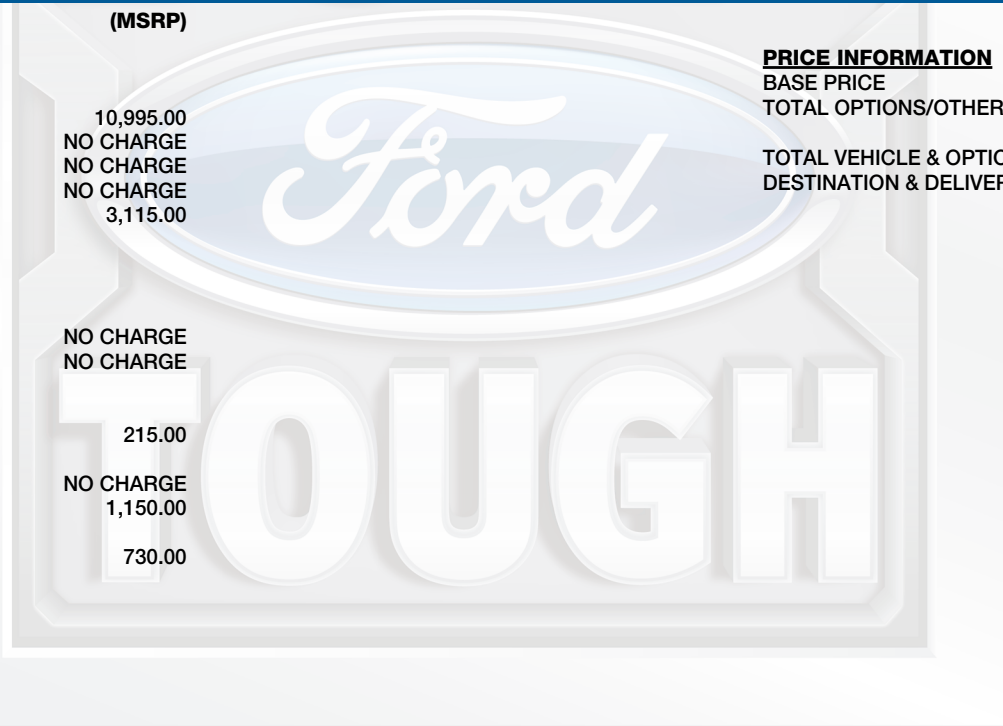 (MSRP)
10,995.00
NO CHARGE
NO CHARGE
NO CHARGE
3,115.00
NO CHARGE
NO CHARGE
215.00
NO CHARGE
1,150.00
730.00
PRICE INFORMATION
BASE PRICE
TOTAL OPTIONS/OTHER
TOTAL VEHICLE & OPTIO
DESTINATION & DELIVER
Ford
TOUGH